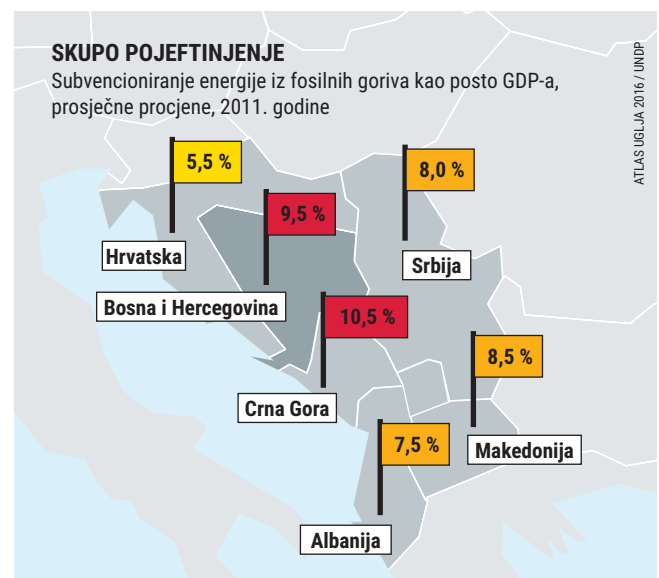 SKUPO POJEFTINJENJE
Subvencioniranje energije iz fosilnih goriva kao posto GDP-a,
prosječne procjene, 2011. godine
ATLAS UGLJA 2016 / UNDP
5,5 %
Hrvatska
9,5 %
Bosna i Hercegovina
8,0 %
Srbija
10,5 %
Crna Gora
8,5 %
Makedonija
7,5 %
Albanija